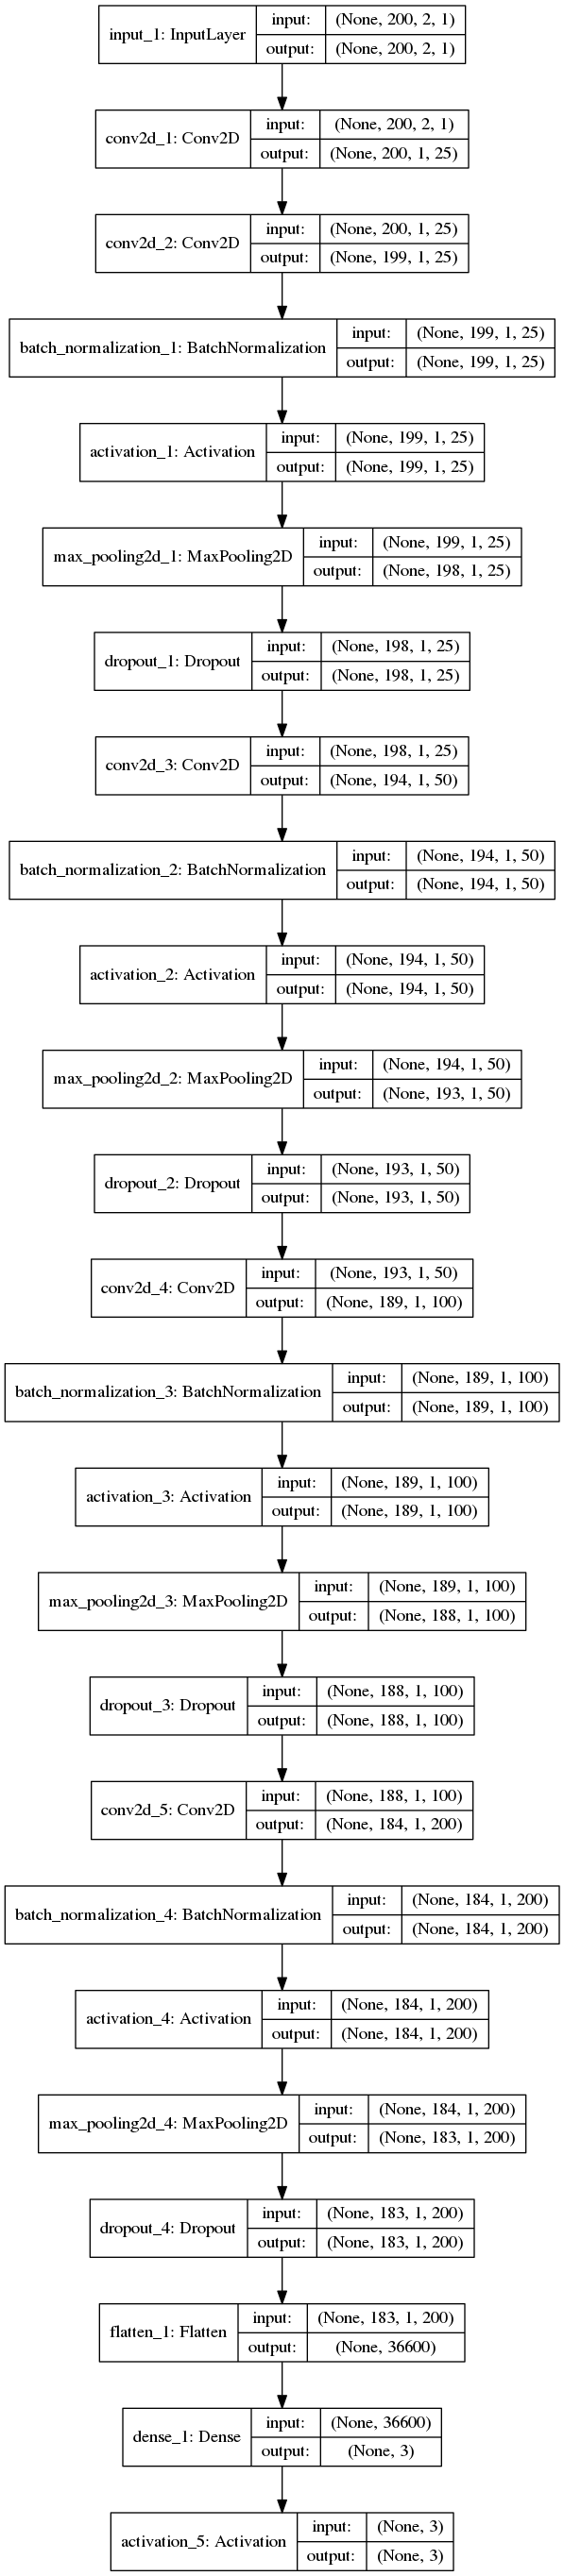 input_1: InputLayer
input: (None, 200, 2, 1)
output: (None, 200, 2, 1)
conv2d_1: Conv2D
input: (None, 200, 2, 1)
output: (None, 200, 1, 25)
conv2d_2: Conv2D
input: (None, 200, 1, 25)
output: (None, 199, 1, 25)
batch_normalization_1: BatchNormalization
input: (None, 199, 1, 25)
output: (None, 199, 1, 25)
activation_1: Activation
input: (None, 199, 1, 25)
output: (None, 199, 1, 25)
max_pooling2d_1: MaxPooling2D
input: (None, 199, 1, 25)
output: (None, 198, 1, 25)
dropout_1: Dropout
input: (None, 198, 1, 25)
output: (None, 198, 1, 25)
conv2d_3: Conv2D
input: (None, 198, 1, 25)
output: (None, 194, 1, 50)
batch_normalization_2: BatchNormalization
input: (None, 194, 1, 50)
output: (None, 194, 1, 50)
activation_2: Activation
input: (None, 194, 1, 50)
output: (None, 194, 1, 50)
max_pooling2d_2: MaxPooling2D
input: (None, 194, 1, 50)
output: (None, 193, 1, 50)
dropout_2: Dropout
input: (None, 193, 1, 50)
output: (None, 193, 1, 50)
conv2d_4: Conv2D
input: (None, 193, 1, 50)
output: (None, 189, 1, 100)
batch_normalization_3: BatchNormalization
input: (None, 189, 1, 100)
output: (None, 189, 1, 100)
activation_3: Activation
input: (None, 189, 1, 100)
output: (None, 189, 1, 100)
max_pooling2d_3: MaxPooling2D
input: (None, 189, 1, 100)
output: (None, 188, 1, 100)
dropout_3: Dropout
input: (None, 188, 1, 100)
output: (None, 188, 1, 100)
conv2d_5: Conv2D
input: (None, 188, 1, 100)
output: (None, 184, 1, 200)
batch_normalization_4: BatchNormalization
input: (None, 184, 1, 200)
output: (None, 184, 1, 200)
activation_4: Activation
input: (None, 184, 1, 200)
output: (None, 184, 1, 200)
max_pooling2d_4: MaxPooling2D
input: (None, 184, 1, 200)
output: (None, 183, 1, 200)
dropout_4: Dropout
input: (None, 183, 1, 200)
output: (None, 183, 1, 200)
flatten_1: Flatten
input: (None, 183, 1, 200)
output: (None, 36600)
dense_1: Dense
input: (None, 36600)
output: (None, 3)
activation_5: Activation
input: (None, 3)
output: (None, 3)